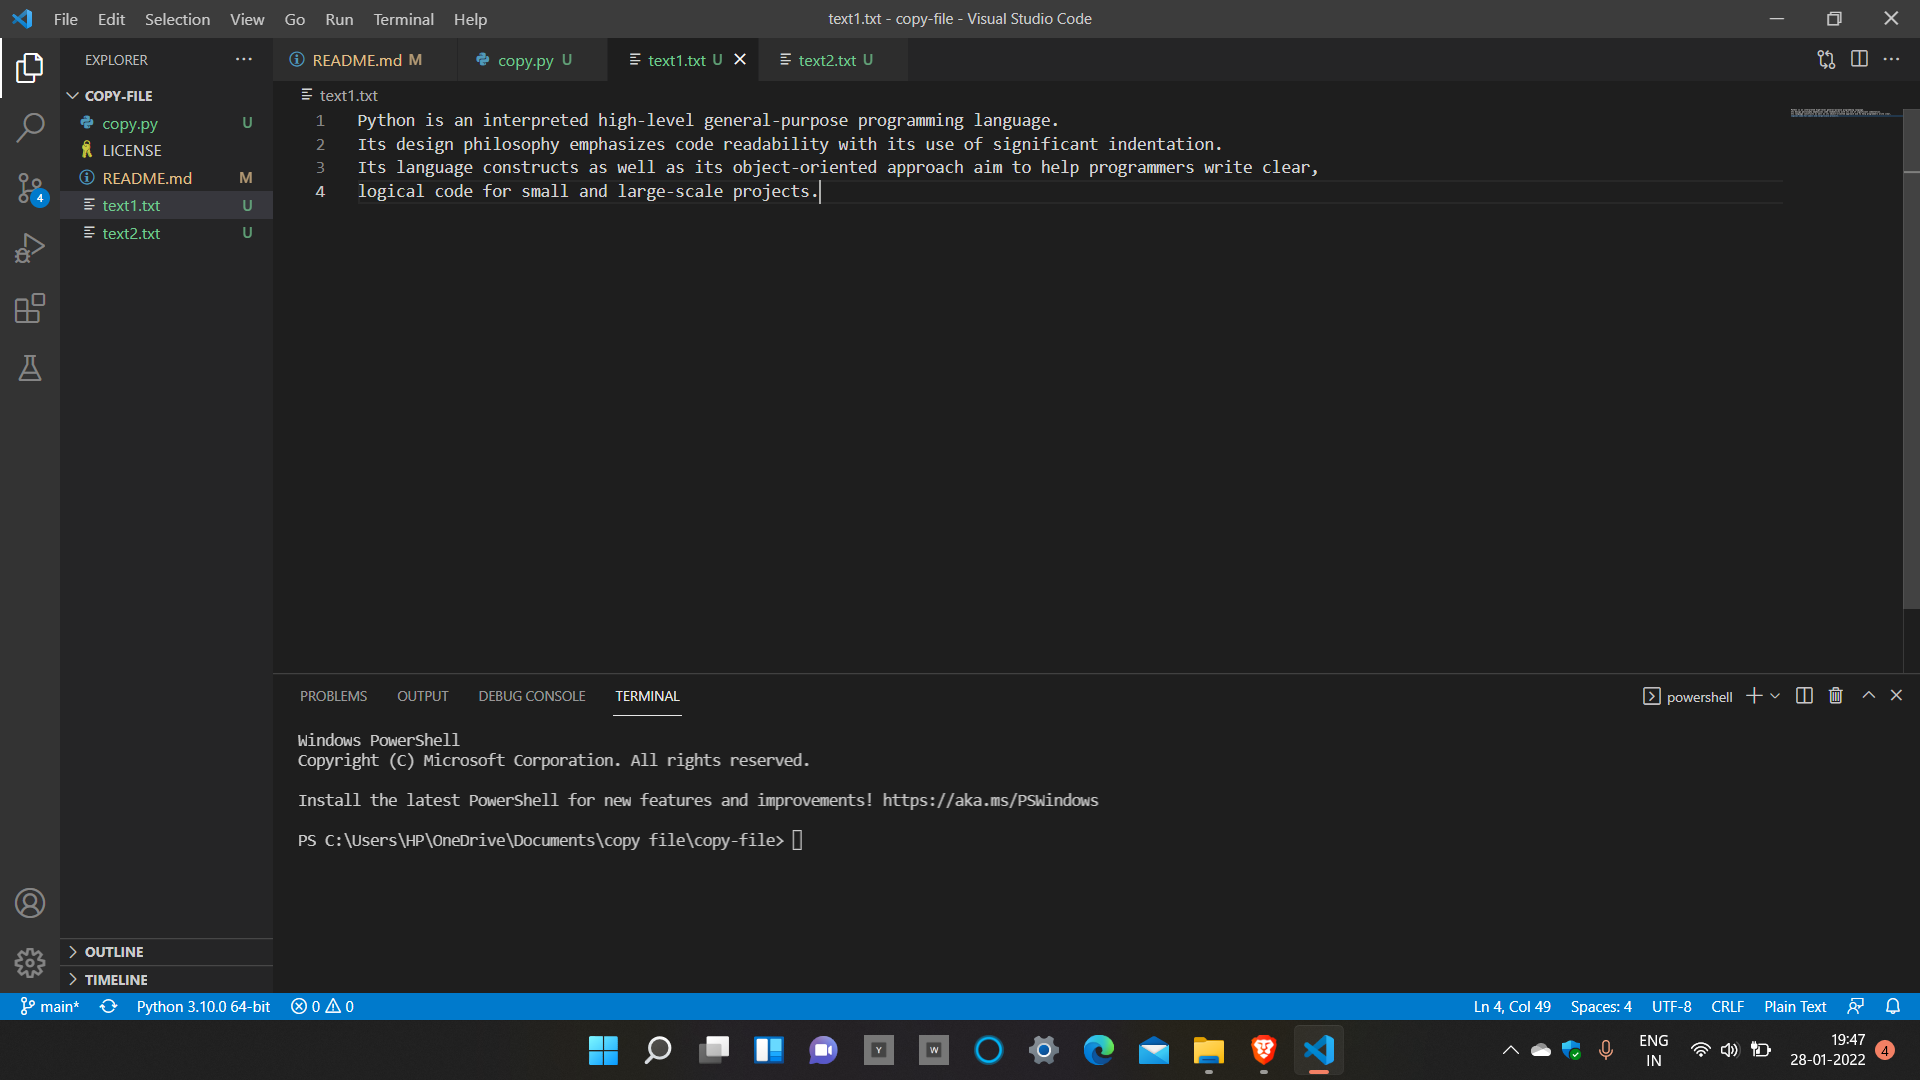 File Edit Selection View Go Run Terminal Help
text1.txt - copy-file - Visual Studio Code
EXPLORER
README.md M
copy.py U
text1.txt U
text2.txt U
COPY-FILE
copy.py U
LICENSE
README.md M
text1.txt U
text2.txt U
4
text1.txt
1 Python is an interpreted high-level general-purpose programming language.
2 Its design philosophy emphasizes code readability with its use of significant indentation.
3 Its language constructs as well as its object-oriented approach aim to help programmers write clear,
4 logical code for small and large-scale projects.
PROBLEMS OUTPUT DEBUG CONSOLE TERMINAL
powershell
Windows PowerShell
Copyright (C) Microsoft Corporation. All rights reserved.
Install the latest PowerShell for new features and improvements! https://aka.ms/PSWindows
PS C:\Users\HP\OneDrive\Documents\copy file\copy-file>
OUTLINE
TIMELINE
main* Python 3.10.0 64-bit 0 0
Ln 4, Col 49 Spaces: 4 UTF-8 CRLF Plain Text
Y
W
ENG
IN
19:47
28-01-2022
4